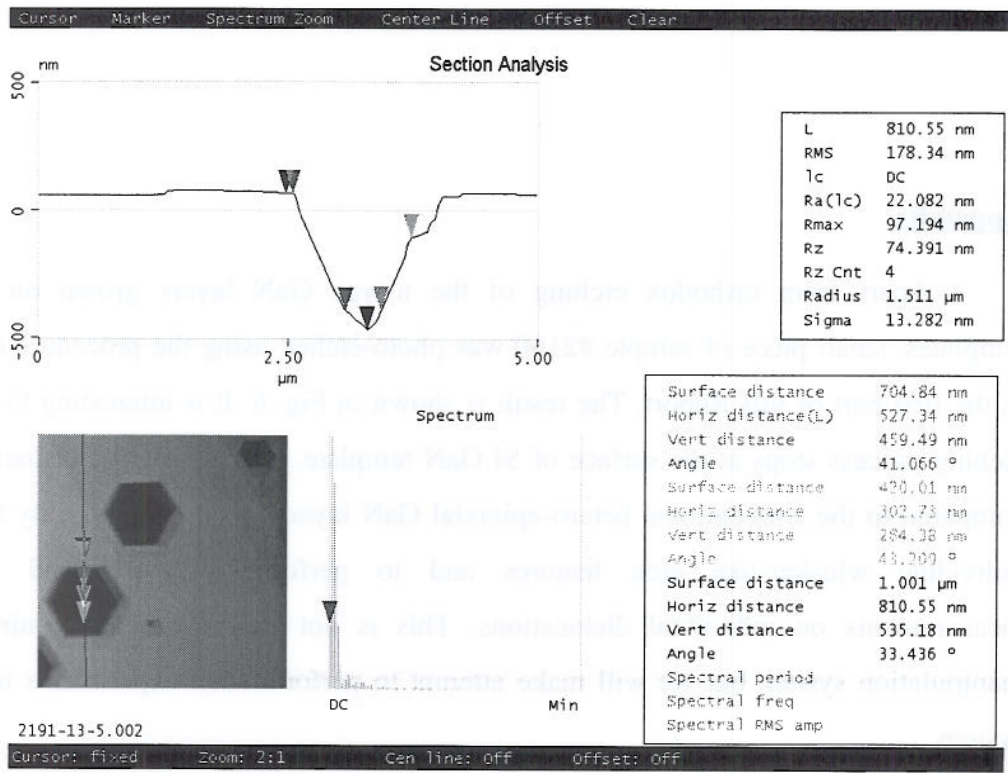 Cursor Marker Spectrum Zoom Center Line Offset Clear
Section Analysis
nm
500
0
500
0 2.50 5.00
µm
L 810.55 nm
RMS 178.34 nm
lc DC
Ra(lc) 22.082 nm
Rmax 97.194 nm
Rz 74.391 nm
Rz Cnt 4
Radius 1.511 µm
Sigma 13.282 nm
Surface distance 704.84 nm
Horiz distance(L) 527.34 nm
Vert distance 459.49 nm
Angle 41.066 º
Surface distance 420.01 nm
Horiz distance 302.73 nm
Vert distance 284.38 nm
Angle º
Surface distance 1.001 µm
Horiz distance 810.55 nm
Vert distance 535.18 nm
Angle 33.436 º
Spectral period
Spectral freq
Spectral RMS amp
Spectrum
DC Min
2191-13-5.002
Cursor: fixed Zoom: 2:1 Cen line: Off Offset: Off